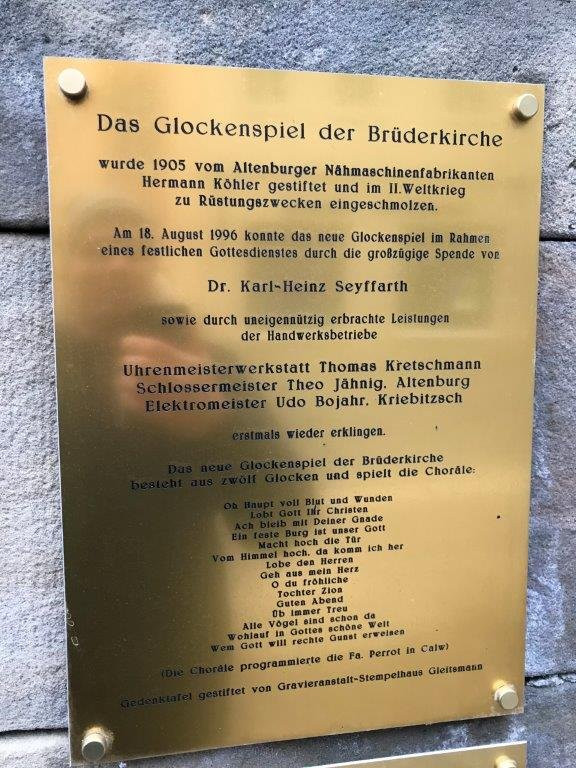 Das Glockenspiel der Brüderkirche
wurde 1905 vom Altenburger Nähmaschinenfabrikanten
Hermann Köhler gestiftet und im II.Weltkrieg
zu Rüstungszwecken eingeschmolzen.
Am 18. August 1996 konnte das neue Glockenspiel im Rahmen
eines festlichen Gottesdienstes durch die großzügige Spende von
Dr. Karl-Heinz Seyffarth
sowie durch uneigennützig erbrachte Leistungen
der Handwerksbetriebe
Uhrenmeisterwerkstatt Thomas Kretschmann
Schlossermeister Theo Jähnig, Altenburg
Elektromeister Udo Bojahr, Kriebitzsch
erstmals wieder erklingen.
Das neue Glockenspiel der Brüderkirche
besteht aus zwölf Glocken und spielt die Choräle:
Oh Haupt voll Blut und Wunden
Lobt Gott Ihr Christen
Ach bleib mit Deiner Gnade
Ein feste Burg ist unser Gott
Macht hoch die Tür
Vom Himmel hoch, da komm ich her
Lobe den Herren
Geh aus mein Herz
O du fröhliche
Tochter Zion
Guten Abend
Üb immer Treu
Alle Vögel sind schon da
Wohlauf in Gottes schöne Welt
Wem Gott will rechte Gunst erweisen
(Die Choräle programmierte die Fa. Perrot in Calw)
Gedenktafel gestiftet von Gravieranstalt-Stempelhaus Gleitsmann